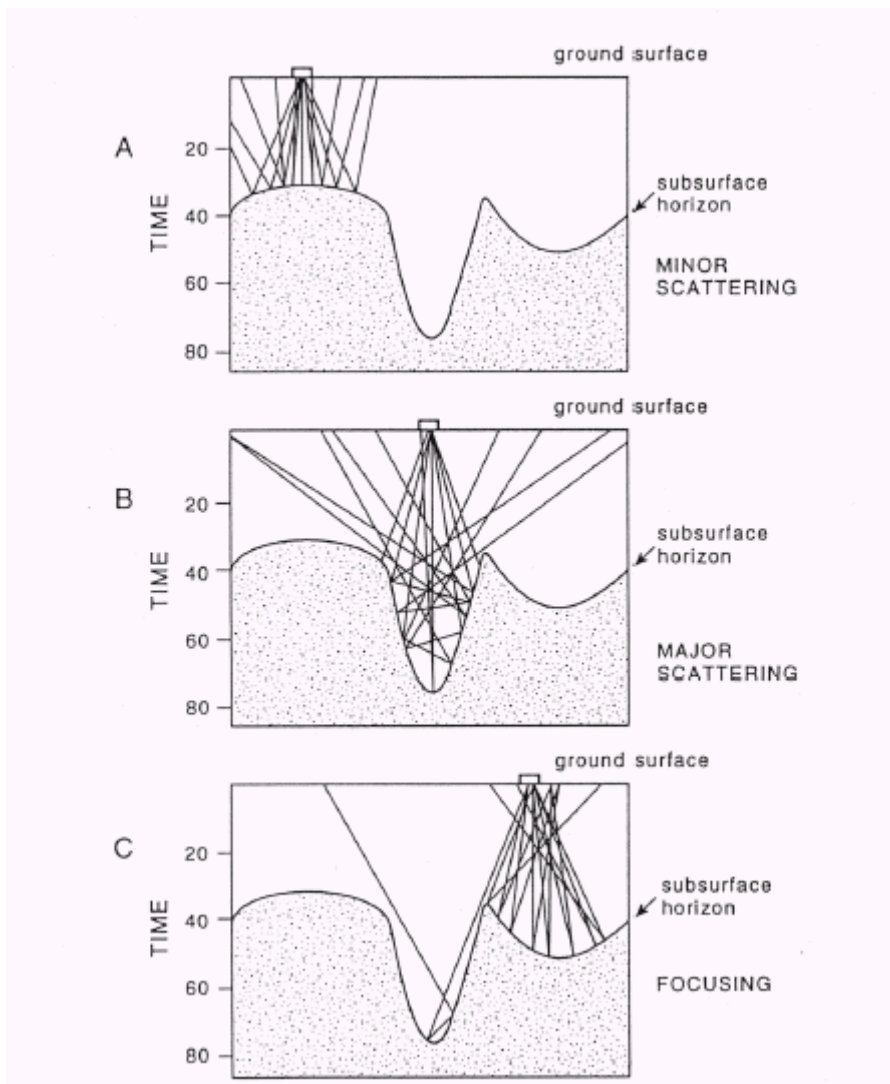 ground surface
A
20
40
60
80
TIME
subsurface
horizon
MINOR
SCATTERING
ground surface
B
20
40
60
80
TIME
subsurface
horizon
MAJOR
SCATTERING
ground surface
C
20
40
60
80
TIME
subsurface
horizon
FOCUSING